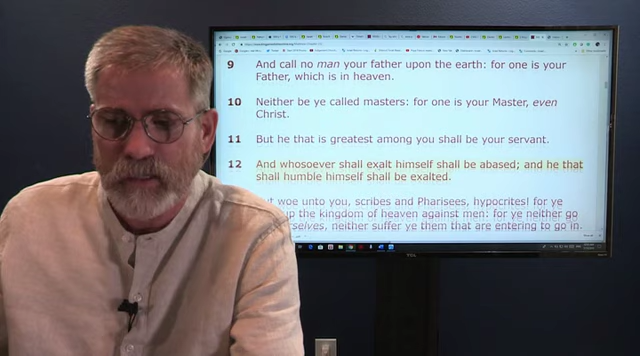 9 And call no man your father upon the earth: for one is your
Father, which is in heaven.
10 Neither be ye called masters: for one is your Master, even
Christ.
11 But he that is greatest among you shall be your servant.
12 And whosoever shall exalt himself shall be abased; and he that
shall humble himself shall be exalted.
woe unto you, scribes and Pharisees, hypocrites! for ye
up the kingdom of heaven against men: for ye neither go
neither suffer ye them that are entering to go in.
TCL